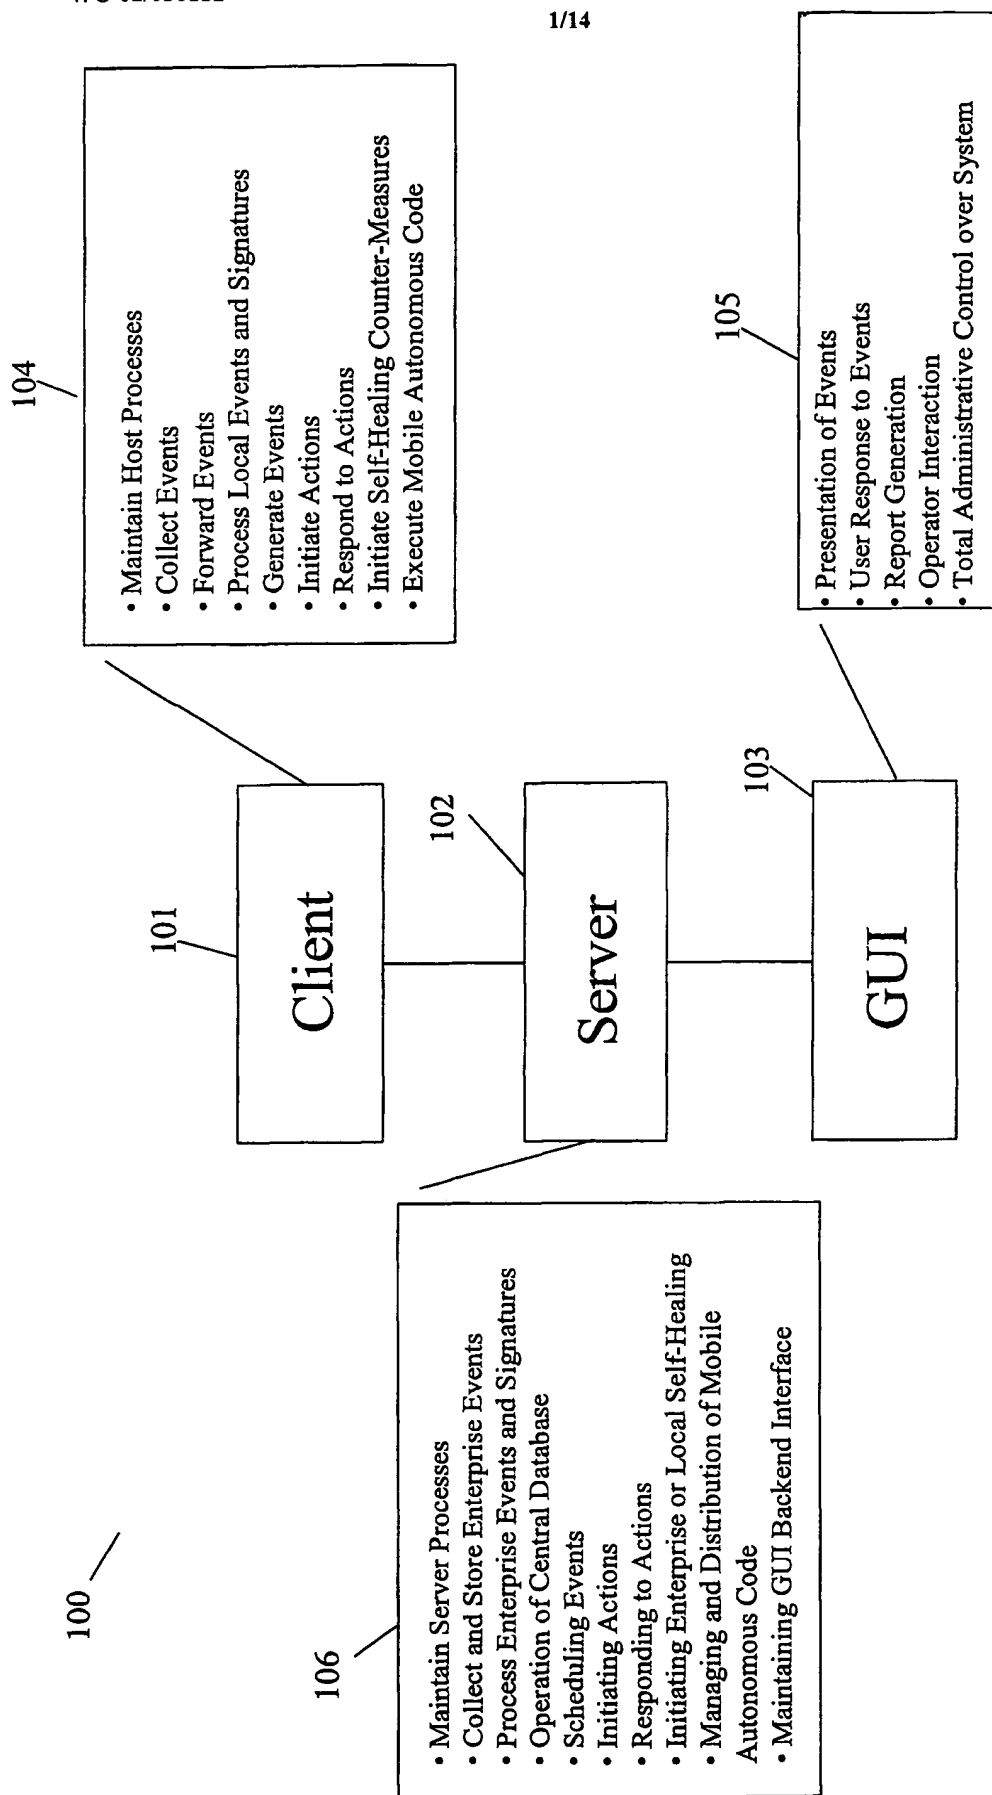 1/14
100
101
Client
102
Server
103
GUI
104
• Maintain Host Processes
• Collect Events
• Forward Events
• Process Local Events and Signatures
• Generate Events
• Initiate Actions
• Respond to Actions
• Initiate Self-Healing Counter-Measures
• Execute Mobile Autonomous Code
105
• Presentation of Events
• User Response to Events
• Report Generation
• Operator Interaction
• Total Administrative Control over System
106
• Maintain Server Processes
• Collect and Store Enterprise Events
• Process Enterprise Events and Signatures
• Operation of Central Database
• Scheduling Events
• Initiating Actions
• Responding to Actions
• Initiating Enterprise or Local Self-Healing
• Managing and Distribution of Mobile
Autonomous Code
• Maintaining GUI Backend Interface